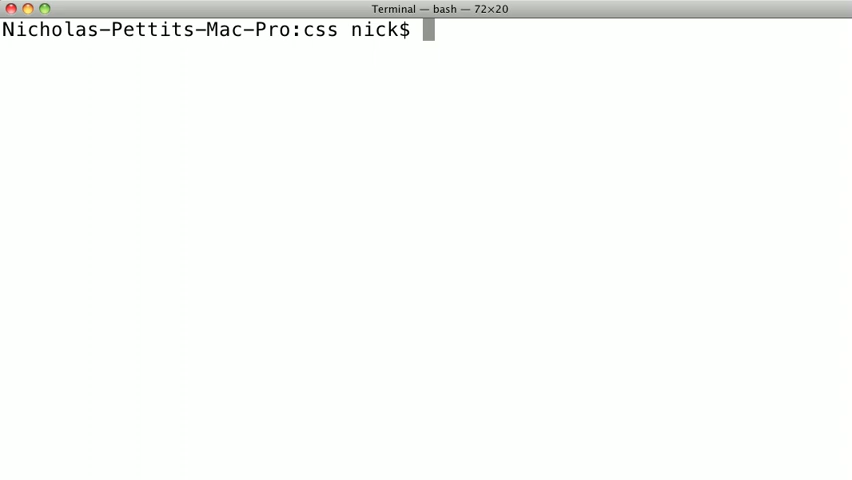 Terminal — bash — 72×20
Nicholas-Pettits-Mac-Pro:css nick$